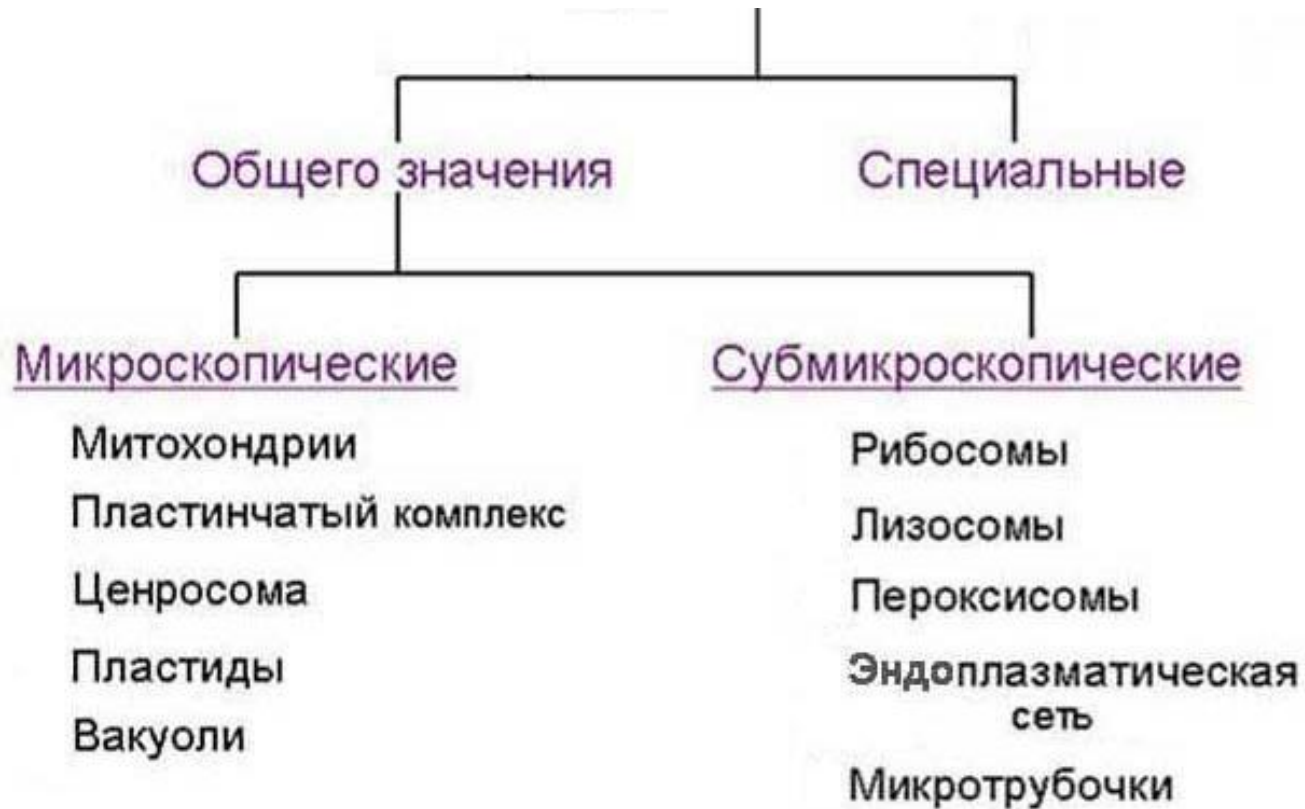 Общего значения
Специальные
Микроскопические
Митохондрии
Пластинчатый комплекс
Ценросома
Пластиды
Вакуоли
Субмикроскопические
Рибосомы
Лизосомы
Пероксисомы
Эндоплазматическая
сеть
Микротрубочки